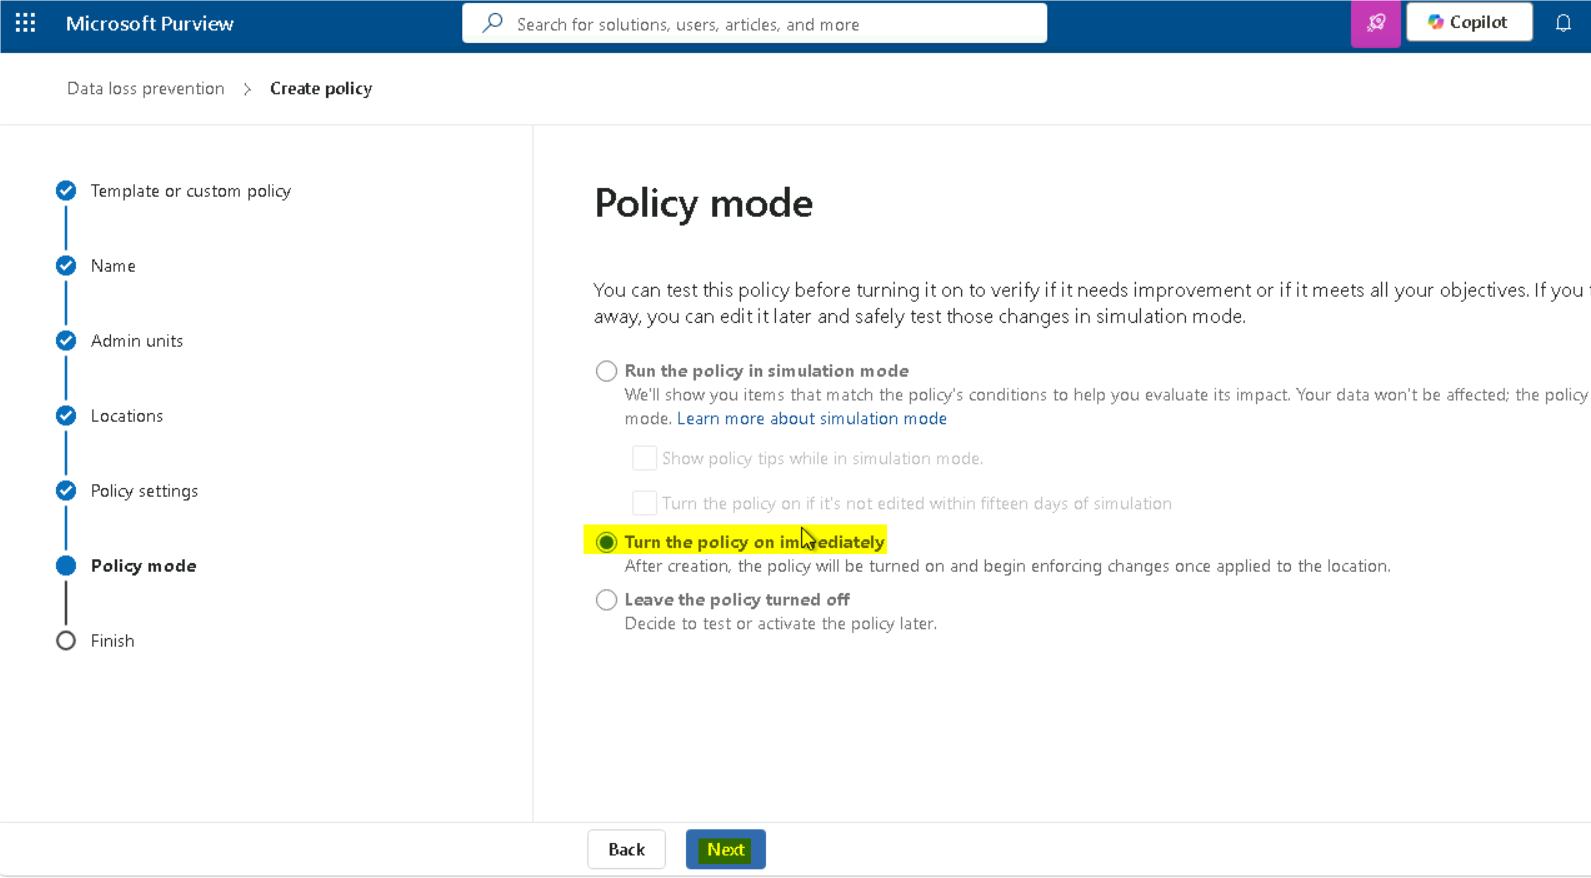 Microsoft Purview
Search for solutions, users, articles, and more
Copilot
Data loss prevention > Create policy
Template or custom policy
Name
Admin units
Locations
Policy settings
Policy mode
Finish
Policy mode
You can test this policy before turning it on to verify if it needs improvement or if it meets all your objectives. If you
away, you can edit it later and safely test those changes in simulation mode.
Run the policy in simulation mode
We'll show you items that match the policy's conditions to help you evaluate its impact. Your data won't be affected; the policy
mode. Learn more about simulation mode
Show policy tips while in simulation mode.
Turn the policy on if it's not edited within fifteen days of simulation
Turn the policy on immediately
After creation, the policy will be turned on and begin enforcing changes once applied to the location.
Leave the policy turned off
Decide to test or activate the policy later.
Back
Next